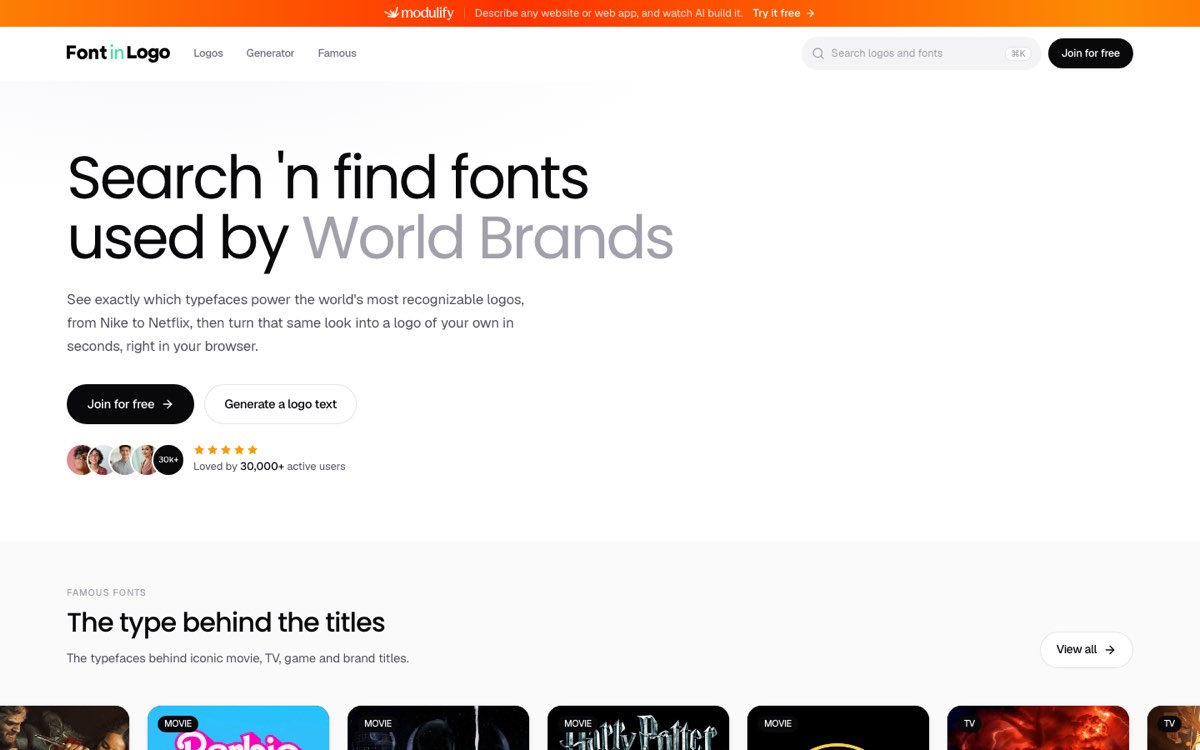 modulify Describe any website or web app, and watch AI build it. Try it free →
Font in Logo Logos Generator Famous Search logos and fonts ⌘K Join for free
Search 'n find fonts
used by World Brands
See exactly which typefaces power the world's most recognizable logos,
from Nike to Netflix, then turn that same look into a logo of your own in
seconds, right in your browser.
Join for free → Generate a logo text
30k+ Loved by 30,000+ active users
FAMOUS FONTS
The type behind the titles
The typefaces behind iconic movie, TV, game and brand titles.
View all →
MOVIE MOVIE MOVIE MOVIE TV TV
Barbie Harry Potter